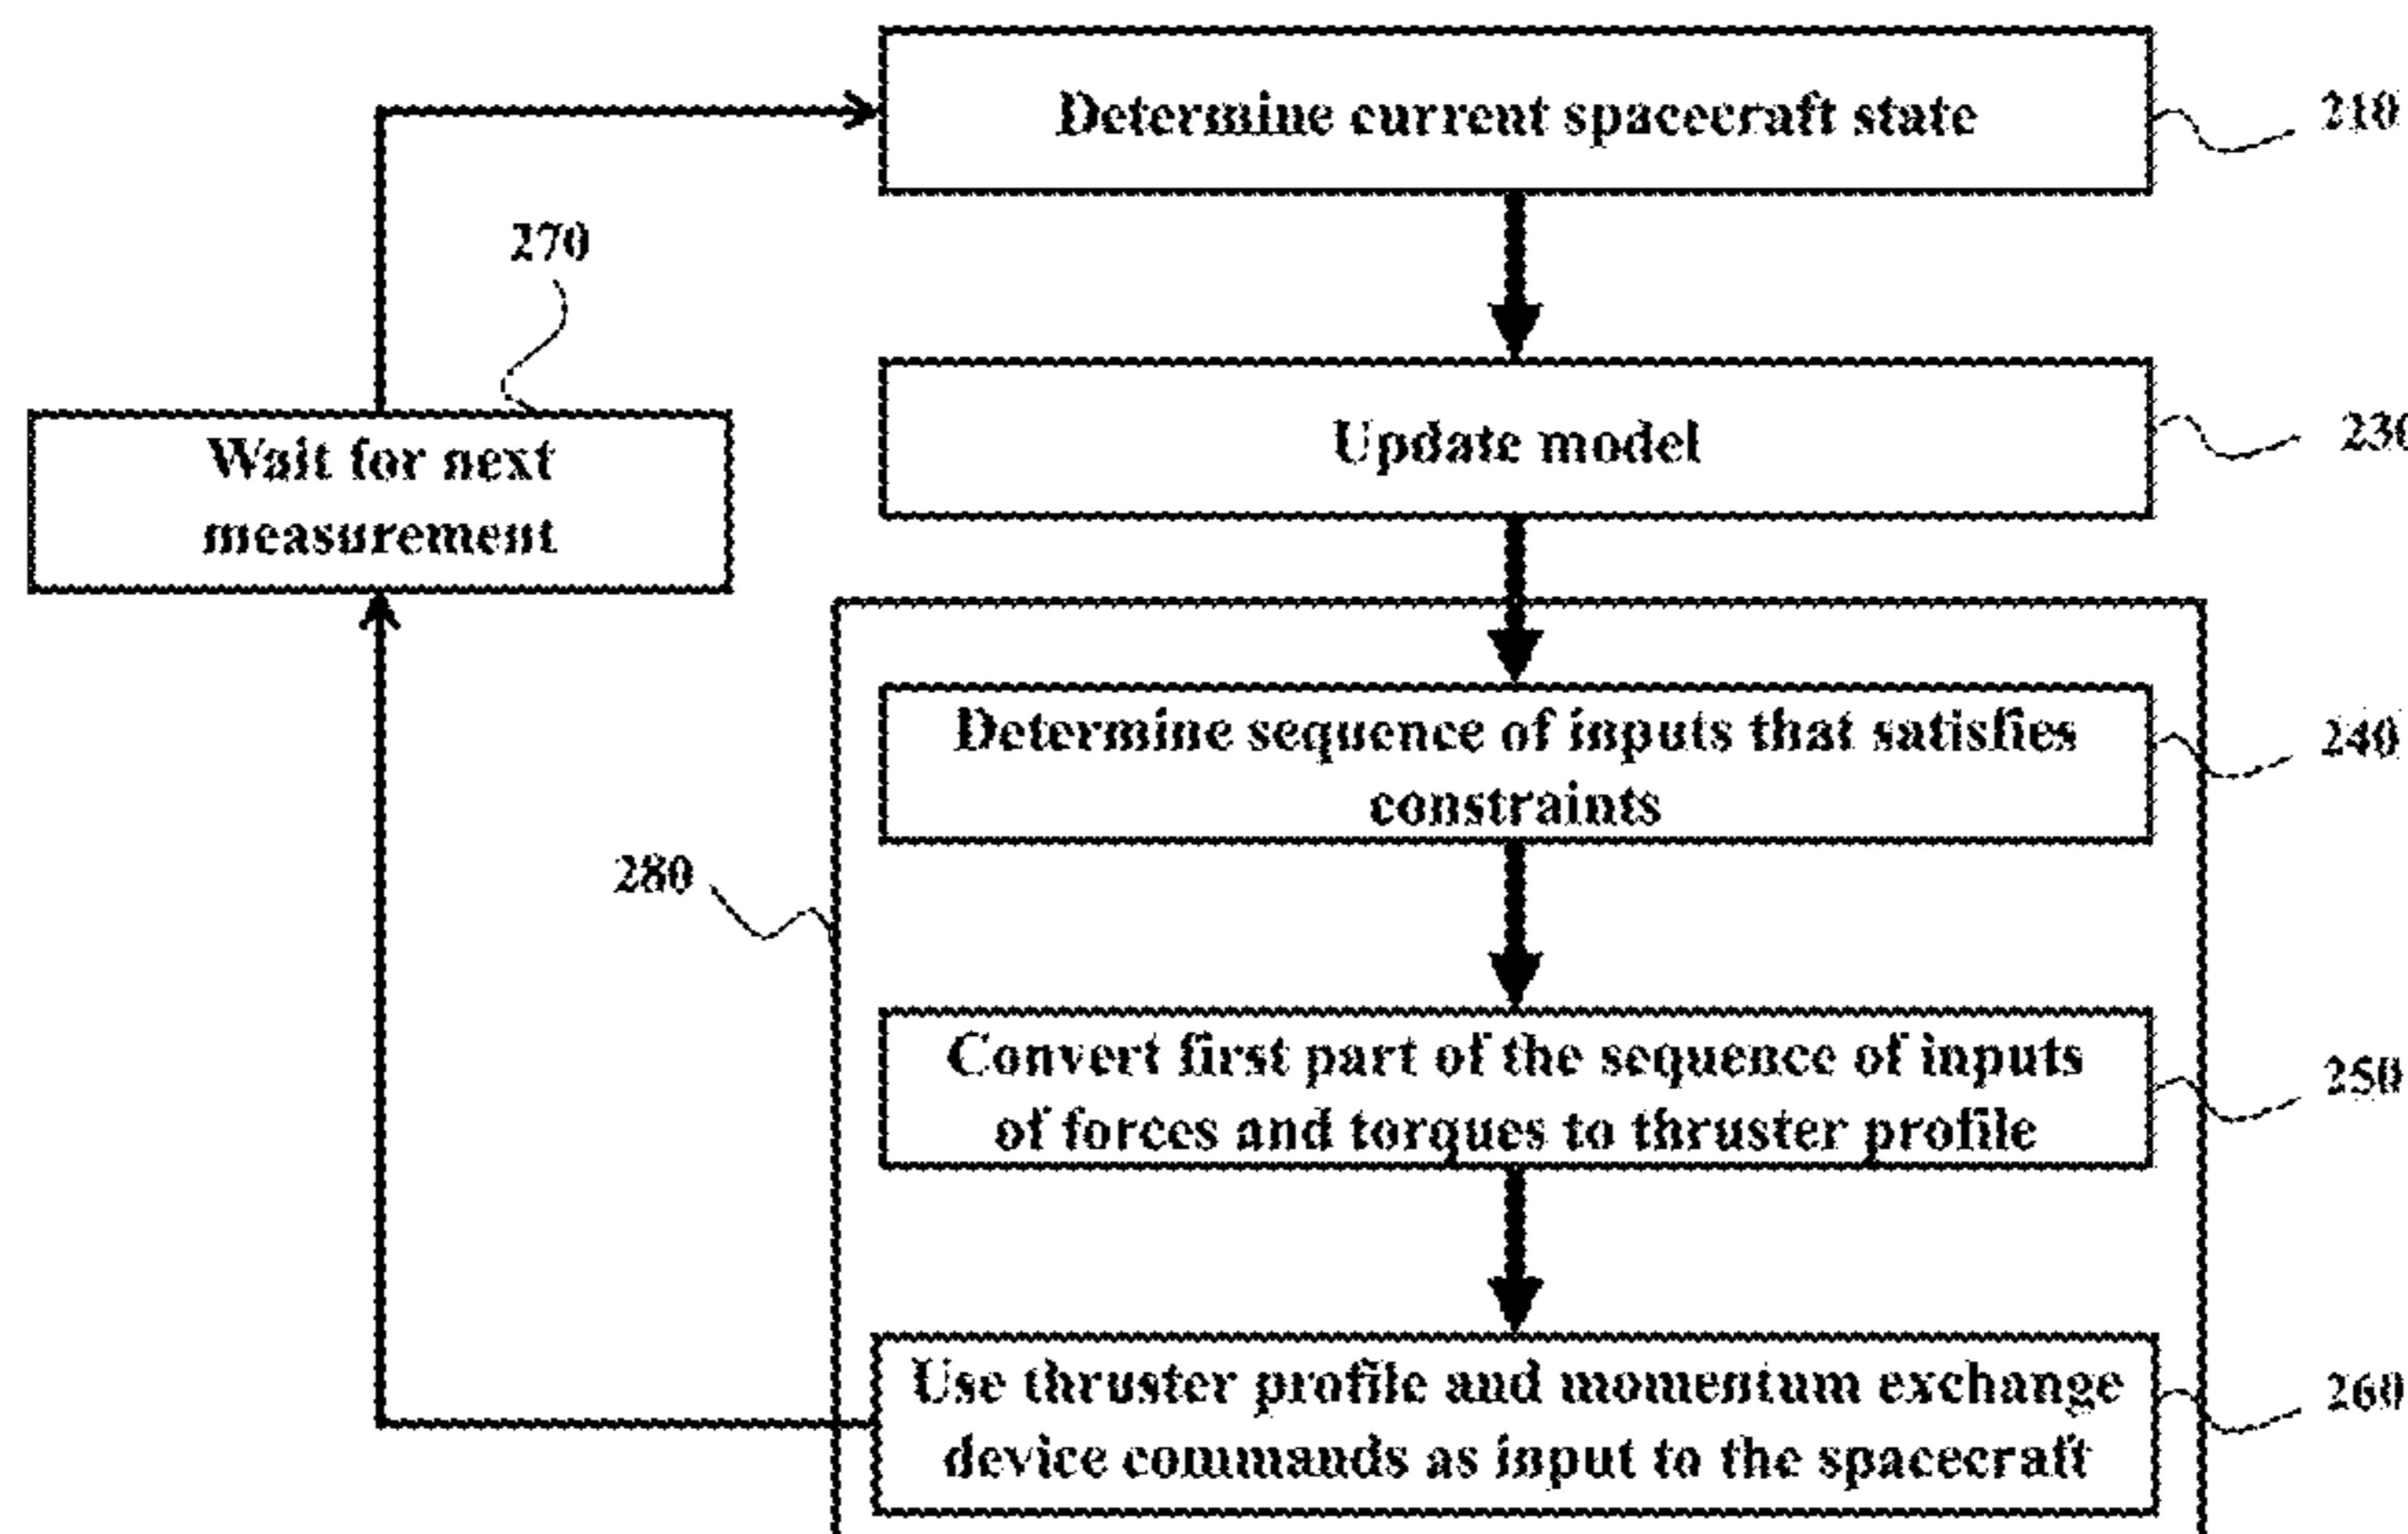 Determine current spacecraft state
210
270
Update model
230
Wait for next
measurement
Determine sequence of inputs that satisfies
constraints
240
280
Convert first part of the sequence of inputs
of forces and torques to thruster profile
250
Use thruster profile and momentum exchange
device commands as input to the spacecraft
260